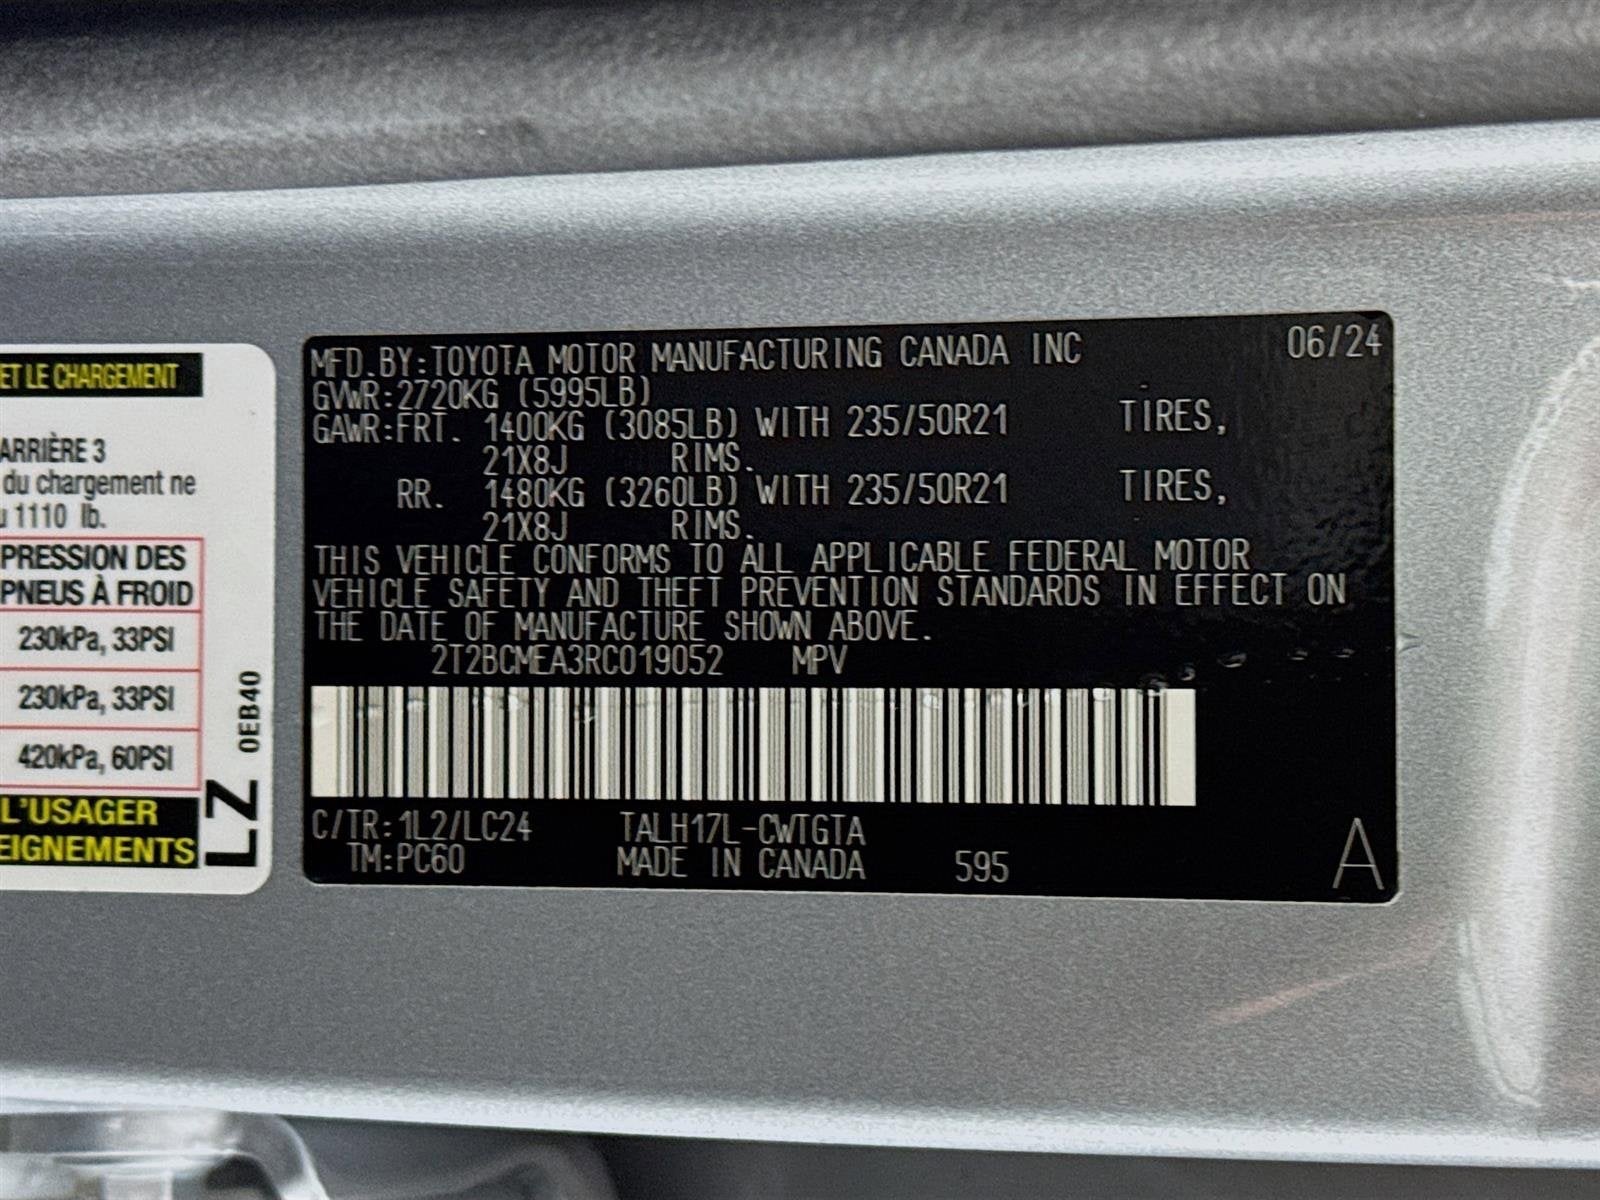 ET LE CHARGEMENT
ARRIÈRE 3
du chargement ne
1110 lb.
PRESSION DES
PNEUS À FROID
230kPa, 33PSI
230kPa, 33PSI
420kPa, 60PSI
L'USAGER
EIGNEMENTS
LZ
0EB40
MFD.BY:TOYOTA MOTOR MANUFACTURING CANADA INC 06/24
GVWR:2720KG (5995LB)
GAWR:FRT. 1400KG (3085LB) WITH 235/50R21 TIRES,
21X8J RIMS.
RR. 1480KG (3260LB) WITH 235/50R21 TIRES,
21X8J RIMS.
THIS VEHICLE CONFORMS TO ALL APPLICABLE FEDERAL MOTOR
VEHICLE SAFETY AND THEFT PREVENTION STANDARDS IN EFFECT ON
THE DATE OF MANUFACTURE SHOWN ABOVE.
2T2BCMEA3RC019052 MPV
C/TR:1L2/LC24 TALH17L-CWTGTA
TM:PC60 MADE IN CANADA 595 A